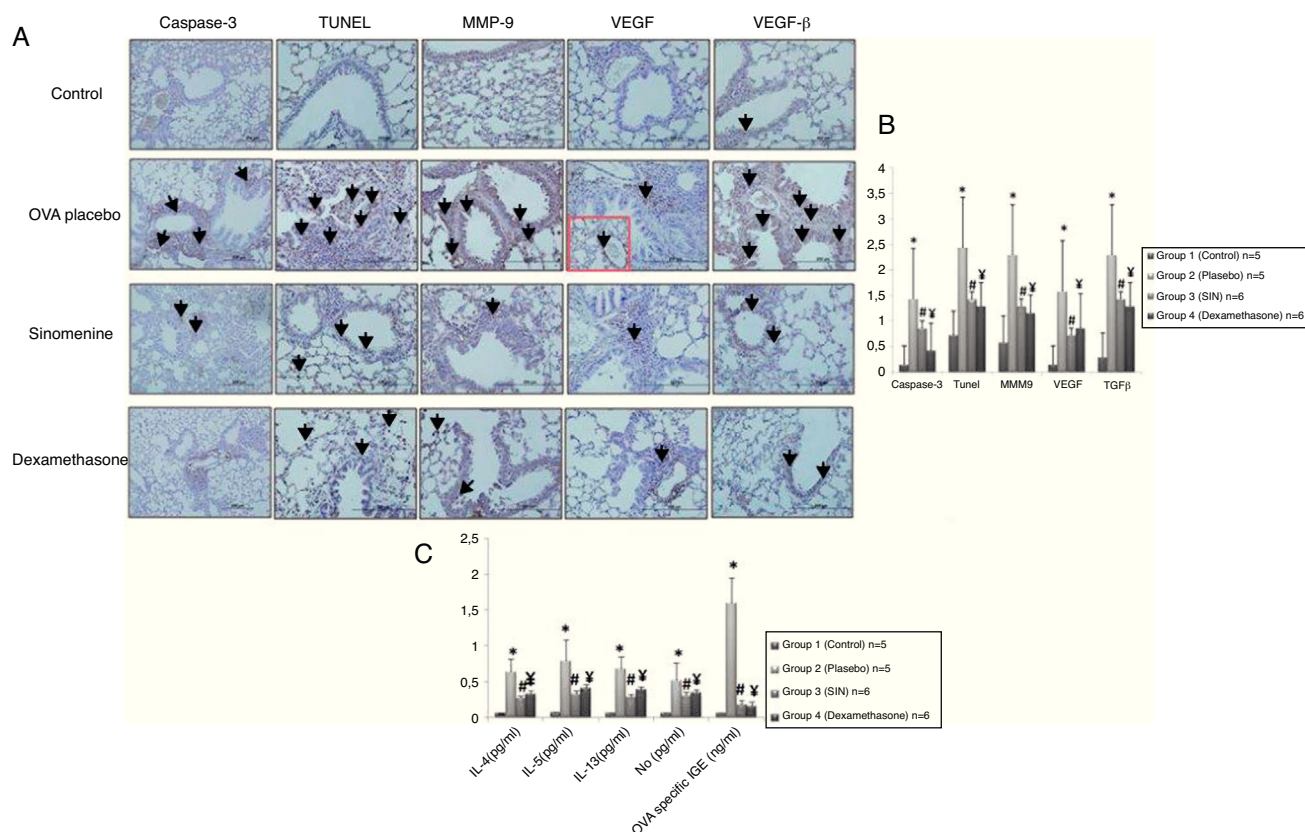 A
Caspase-3 TUNEL MMP-9 VEGF VEGF-β
Control
OVA placebo
Sinomenine
Dexamethasone
B
4
3,5
3
2,5
2
1,5
1
0,5
0
* * * * *
# ¥ # ¥ # ¥ # ¥ # ¥
Caspase-3 Tunel MMM9 VEGF TGFβ
Group 1 (Control) n=5
Group 2 (Plasebo) n=5
Group 3 (SIN) n=6
Group 4 (Dexamethasone) n=6
C
2,5
2
1,5
1
0,5
0
* * * * *
# ¥ # ¥ # ¥ # ¥ # ¥
IL-4(pg/ml) IL-5(pg/ml) IL-13(pg/ml) No (pg/ml) OVA specific IGE (ng/ml)
Group 1 (Control) n=5
Group 2 (Plasebo) n=5
Group 3 (SIN) n=6
Group 4 (Dexamethasone) n=6